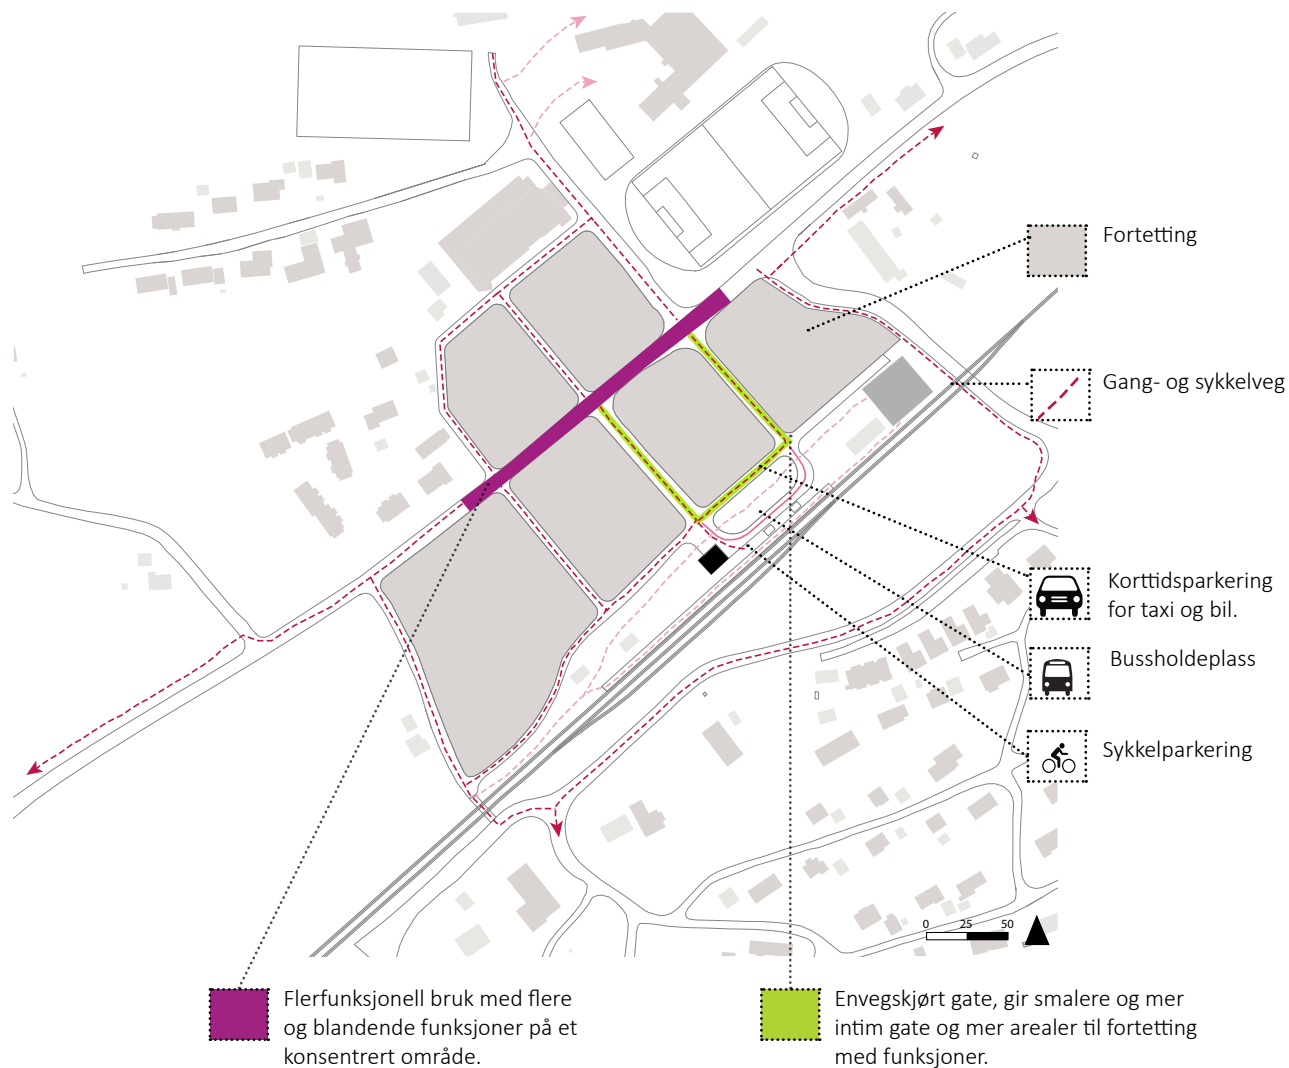 Fortetting
Gang- og sykkelveg
Korttidsparkering
for taxi og bil.
Bussholdeplass
Sykkelparkering
0 25 50
Flerfunksjonell bruk med flere
og blandende funksjoner på et
konsentrert område.
Envegskjørt gate, gir smalere og mer
intim gate og mer arealer til fortetting
med funksjoner.